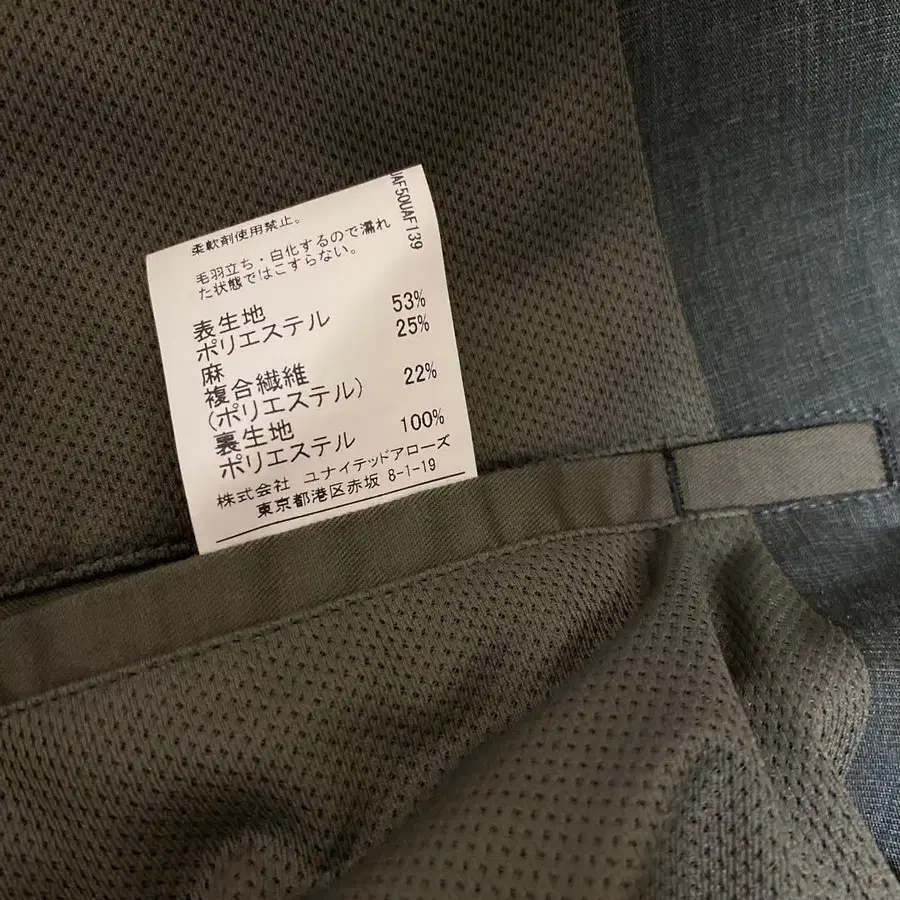 柔軟剤使用禁止。
毛羽立ち・白化するので濡れ
た状態ではこすらない。
表生地
ポリエステル 53%
麻 25%
複合繊維
(ポリエステル) 22%
裏生地
ポリエステル 100%
株式会社 ユナイテッドアローズ
東京都港区赤坂 8-1-19
UAF50UAF139